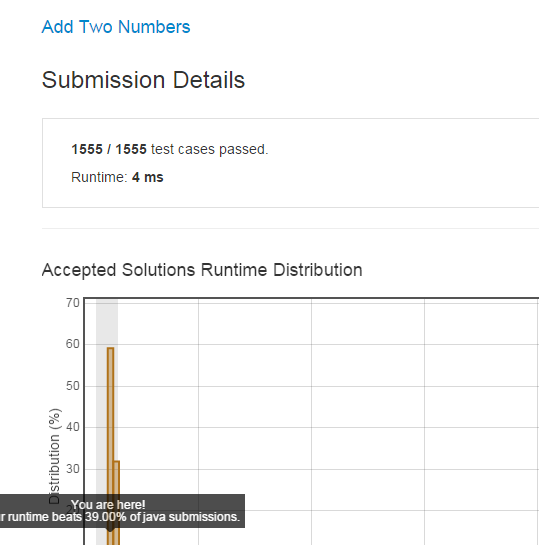 Add Two Numbers
Submission Details
1555 / 1555 test cases passed.
Runtime: 4 ms
Accepted Solutions Runtime Distribution
70
60
50
40
30
Distribution (%)
You are here!
r runtime beats 39.00% of java submissions.